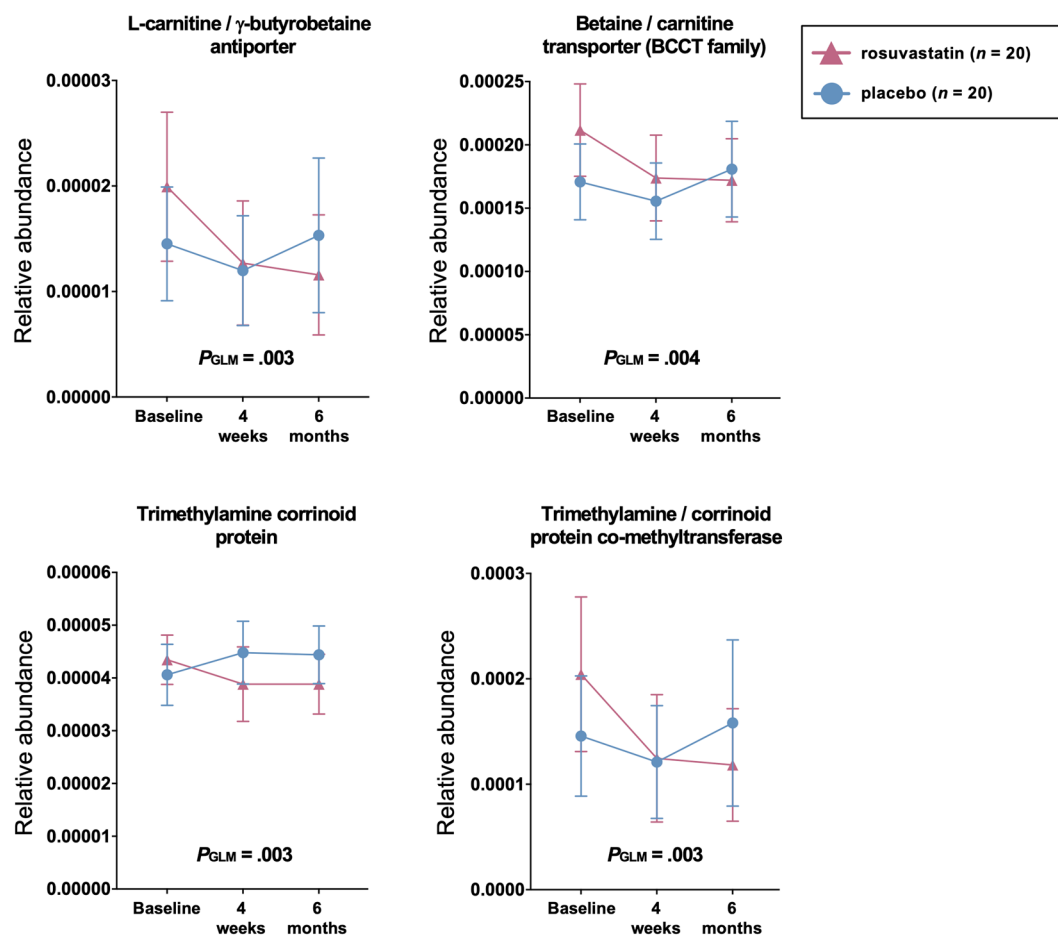 L-carnitine / γ-butyrobetaine
antiporter
Relative abundance
0.00003
0.00002
0.00001
0.00000
P GLM = .003
Baseline
4
weeks
6
months
Betaine / carnitine
transporter (BCCT family)
Relative abundance
0.00025
0.00020
0.00015
0.00010
0.00005
0.00000
P GLM = .004
Baseline
4
weeks
6
months
rosuvastatin (n = 20)
placebo (n = 20)
Trimethylamine corrinoid
protein
Relative abundance
0.00006
0.00005
0.00004
0.00003
0.00002
0.00001
0.00000
P GLM = .003
Baseline
4
weeks
6
months
Trimethylamine / corrinoid
protein co-methyltransferase
Relative abundance
0.0003
0.0002
0.0001
0.0000
P GLM = .003
Baseline
4
weeks
6
months